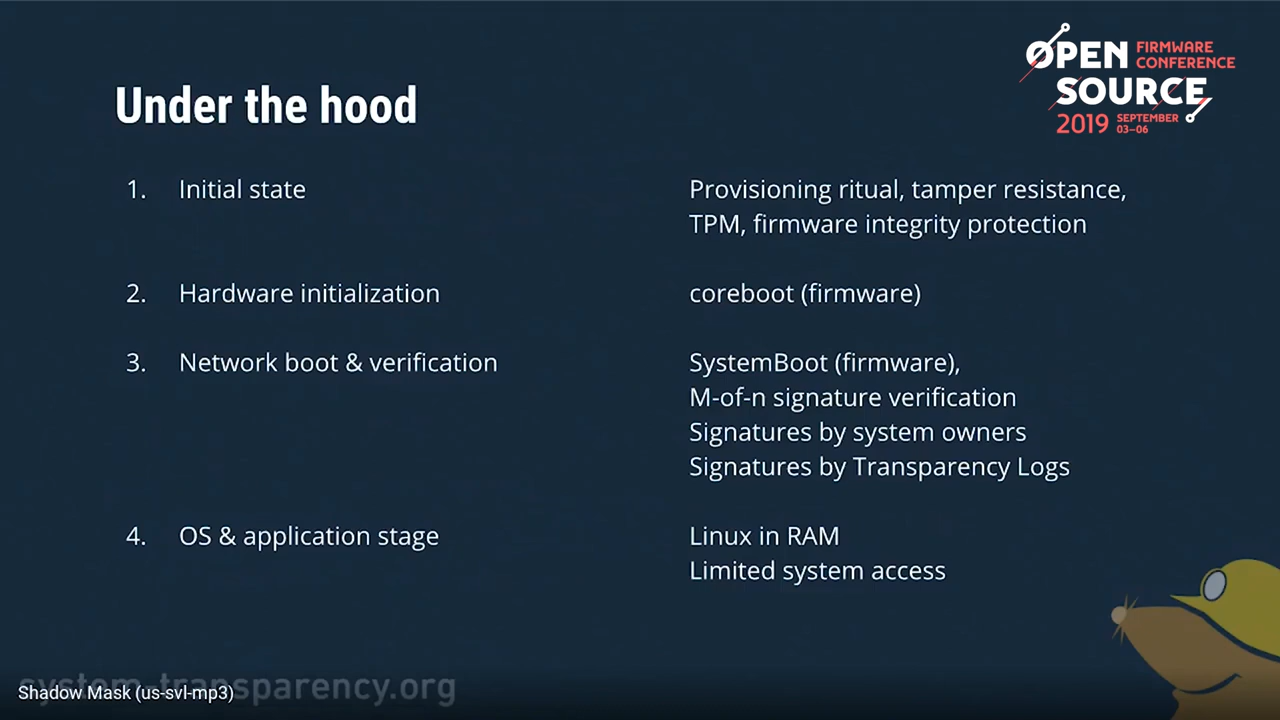 OPEN FIRMWARE CONFERENCE
SOURCE
2019 SEPTEMBER 03–06
Under the hood
1. Initial state
Provisioning ritual, tamper resistance,
TPM, firmware integrity protection
2. Hardware initialization
coreboot (firmware)
3. Network boot & verification
SystemBoot (firmware),
M-of-n signature verification
Signatures by system owners
Signatures by Transparency Logs
4. OS & application stage
Linux in RAM
Limited system access
system-transparency.org
Shadow Mask (us-svl-mp3)